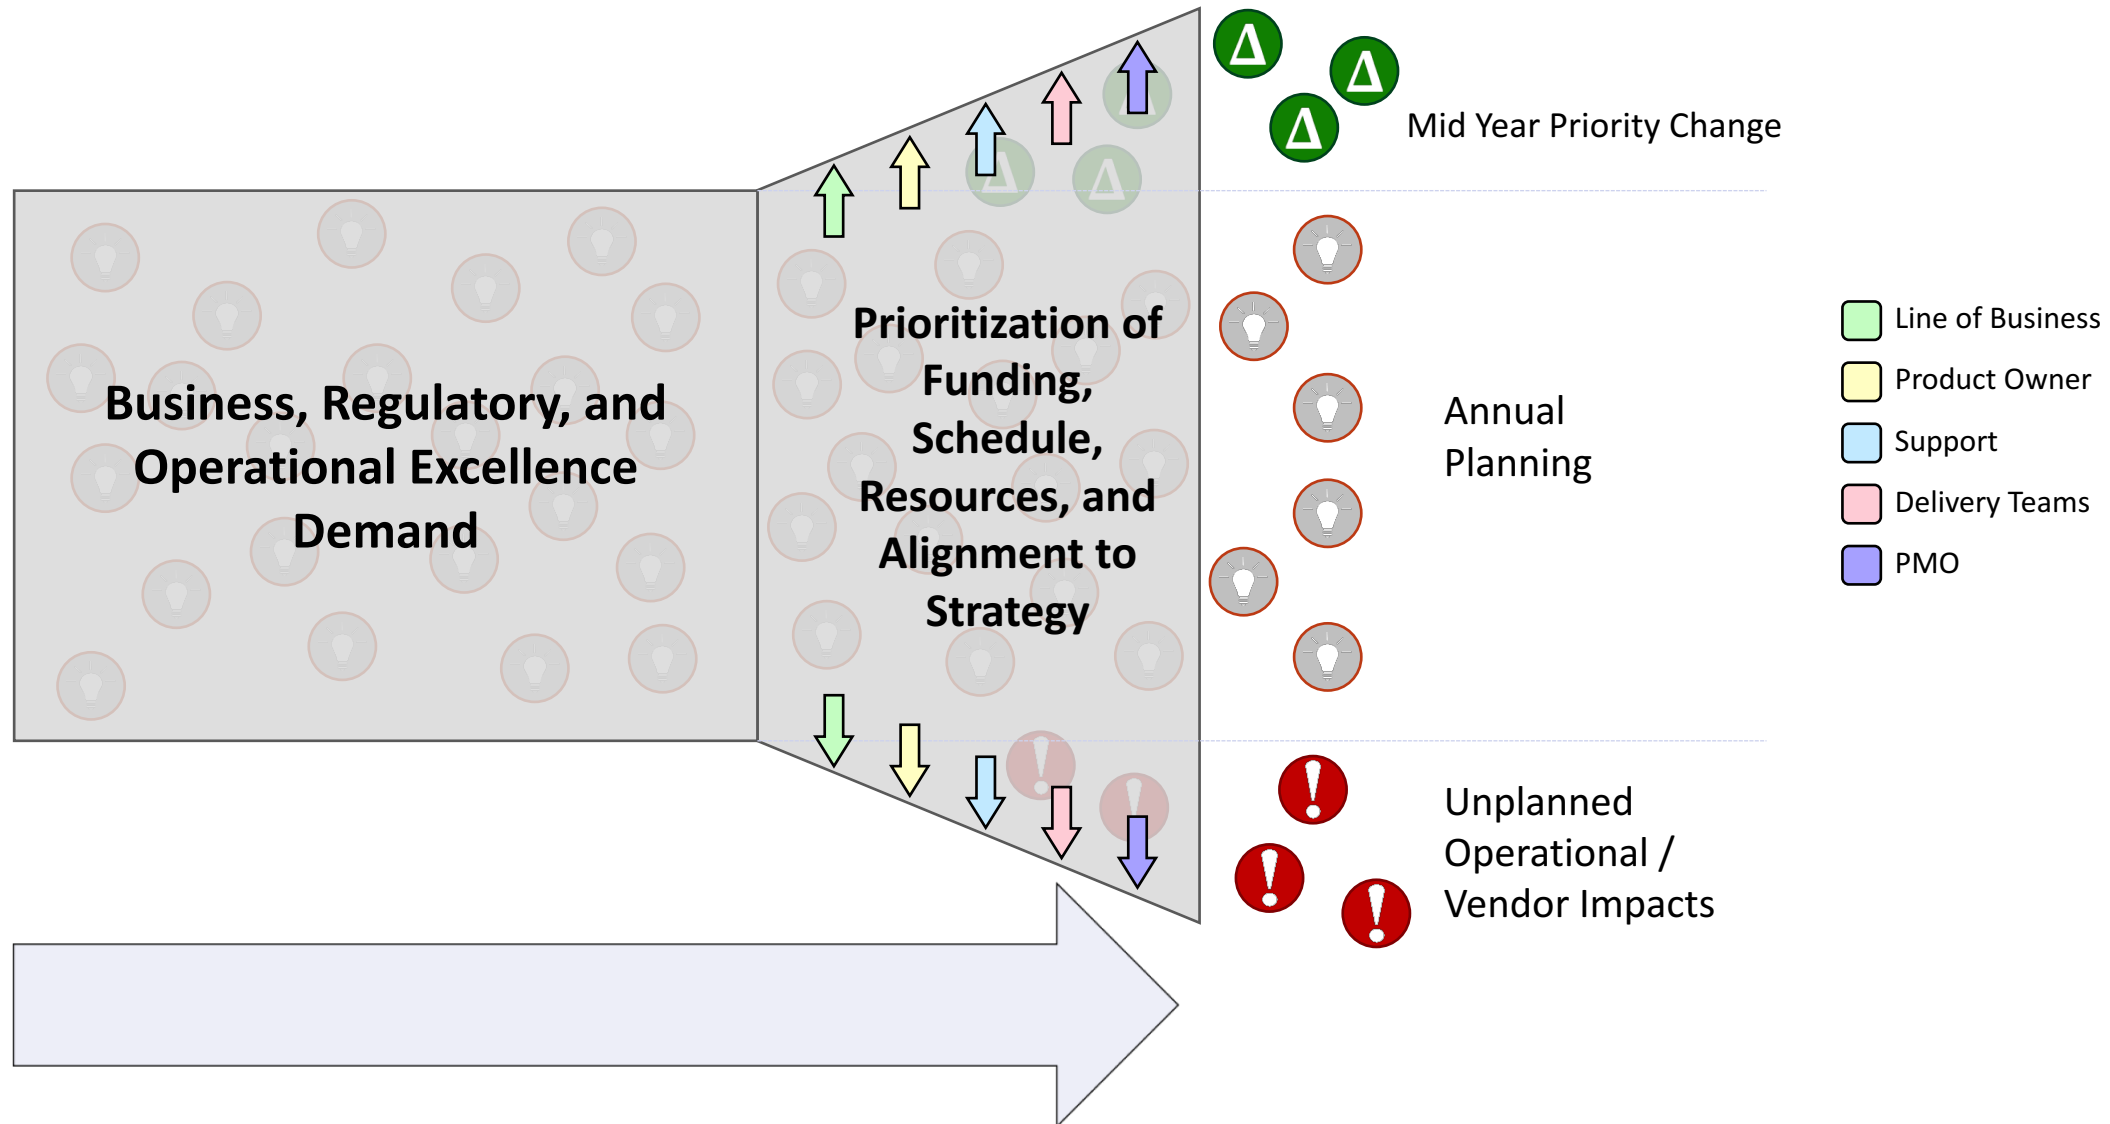 Δ
Δ
Δ
Mid Year Priority Change
Δ
Δ
Δ
Business, Regulatory, and
Operational Excellence
Demand
Prioritization of
Funding,
Schedule,
Resources, and
Alignment to
Strategy
Annual
Planning
Line of Business
Product Owner
Support
Delivery Teams
PMO
!
!
Unplanned
Operational /
Vendor Impacts
!
!
!